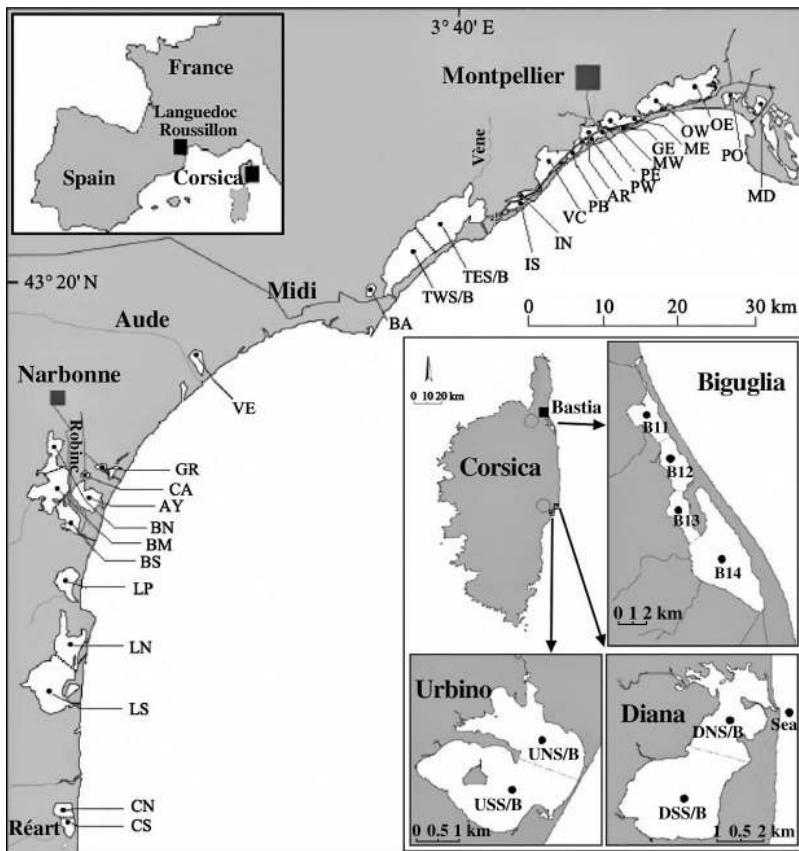 3° 40' E
France
Montpellier
Languedoc
Roussillon
Spain
Corsica
Vène
OE
OW
ME
GE
MW
PE
PW
AR
PB
VC
IN
IS
PO
MD
TES/B
TWS/B
43° 20' N
Midi
BA
0 10 20 30 km
Aude
Narbonne
VE
Robine
GR
CA
AY
BN
BM
BS
LP
LN
LS
CN
Réart
CS
0 10 20 km
Bastia
Corsica
Biguglia
B11
B12
B13
B14
0 1 2 km
Urbino
UNS/B
USS/B
0 0.5 1 km
Diana
DNS/B
Sea
DSS/B
1 0.5 2 km